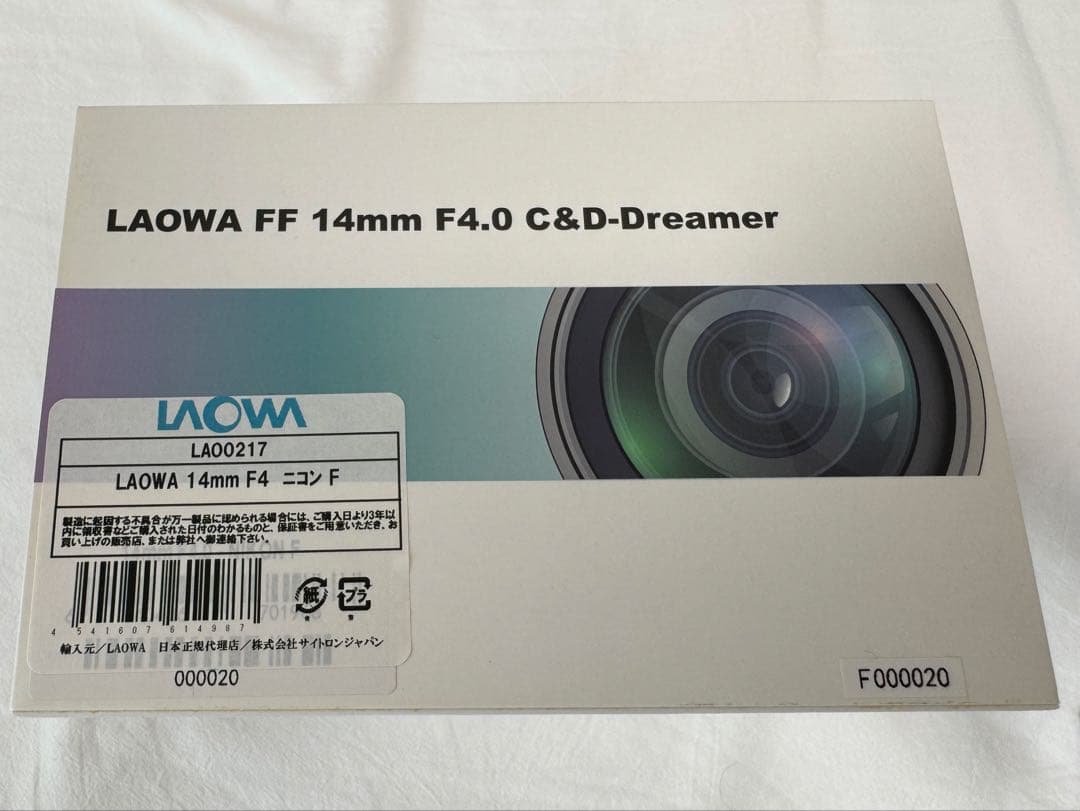 LAOWA FF 14mm F4.0 C&D-Dreamer
LAOWA
LAO0217
LAOWA 14mm F4 ニコン F
製造に起因する不具合が万一製品に認められる場合には、ご購入日より3年以
内に領収書などご購入された日付のわかるものと、保証書をご用意いただき、お
買い上げの販売店、または弊社へ御連絡下さい。
紙
プラ
4 541607 614987
輸入元/LAOWA 日本正規代理店/株式会社サイトロンジャパン
000020
F000020